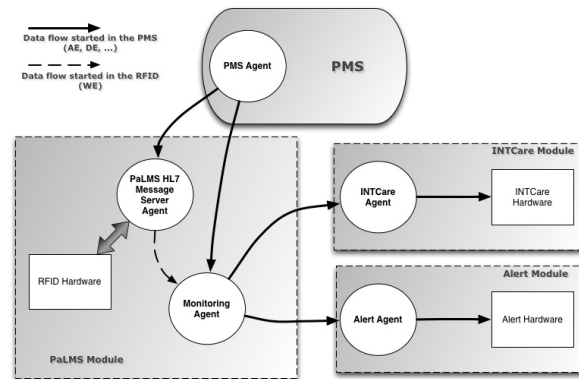 Data flow started in the PMS
(AE, DE, ...)
Data flow started in the RFID
(WE)
PMS Agent
PMS
PaLMS HL7
Message
Server
Agent
RFID Hardware
Monitoring
Agent
PaLMS Module
INTCare Module
INTCare
Agent
INTCare
Hardware
Alert Module
Alert Agent
Alert Hardware